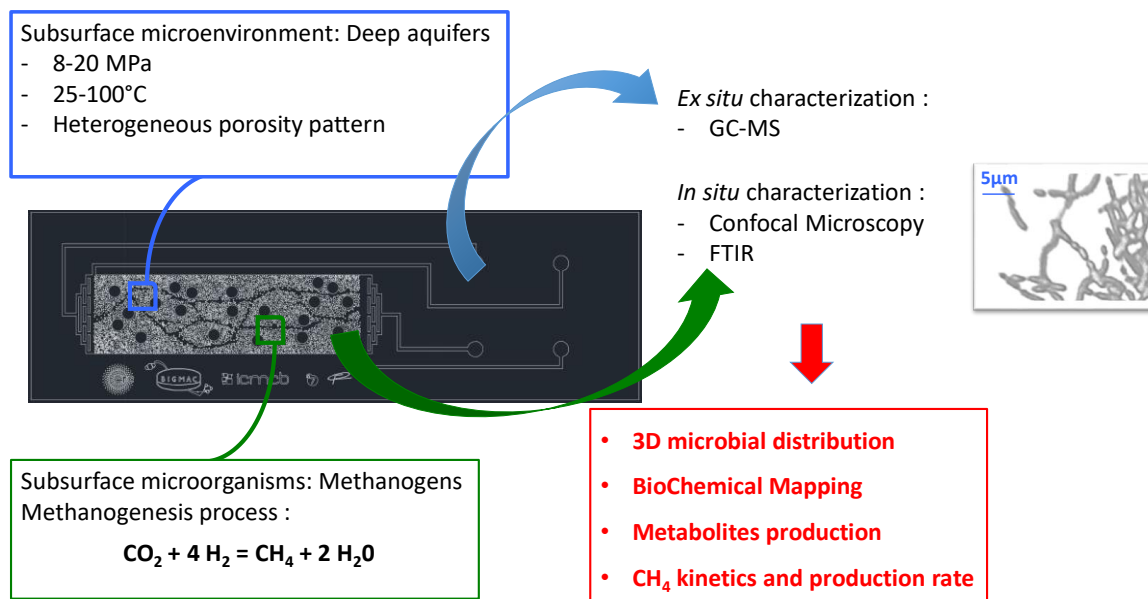 Subsurface microenvironment: Deep aquifers
- 8-20 MPa
- 25-100°C
- Heterogeneous porosity pattern
Ex situ characterization :
- GC-MS
In situ characterization :
- Confocal Microscopy
- FTIR
5µm
BIGMAC
icmcb
Subsurface microorganisms: Methanogens
Methanogenesis process :
CO₂ + 4 H₂ = CH₄ + 2 H₂0
• 3D microbial distribution
• BioChemical Mapping
• Metabolites production
• CH₄ kinetics and production rate